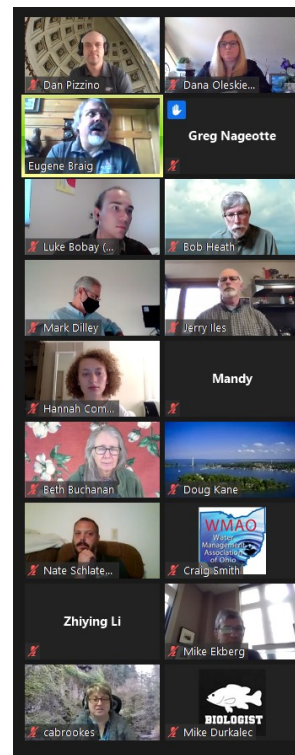 Dan Pizzino
Dana Oleskie...
Eugene Braig
Greg Nageotte
Luke Bobay (...
Bob Heath
Mark Dilley
Jerry Iles
Hannah Com...
Mandy
Beth Buchanan
Doug Kane
Nate Schlate...
WMAO
Water
Management
Association
of Ohio
Craig Smith
Zhiying Li
Mike Ekberg
cabrookes
BIOLOGIST
Mike Durkalec